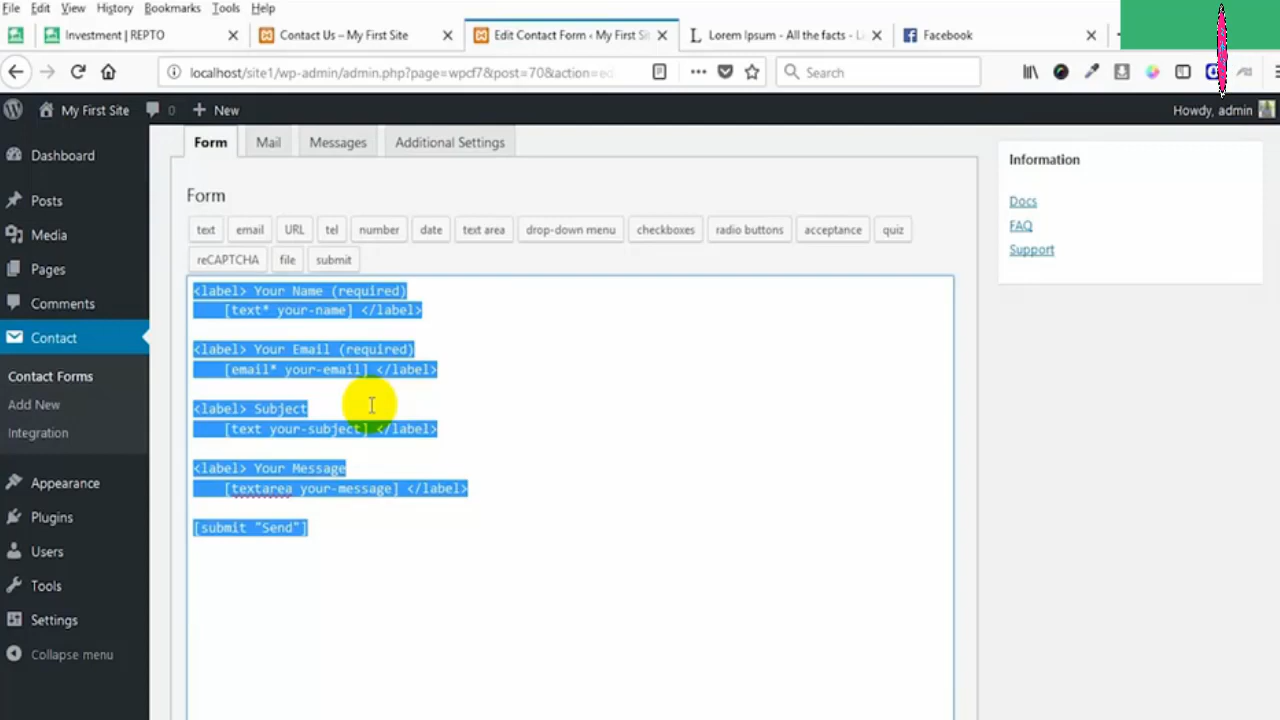 File Edit View History Bookmarks Tools Help
Investment | REPTO
Contact Us – My First Site
Edit Contact Form ‹ My First Si
Lorem Ipsum - All the facts - Li
Facebook
localhost/site1/wp-admin/admin.php?page=wpcf7&post=70&action=ed
Search
My First Site 0 New
Howdy, admin
Dashboard
Posts
Media
Pages
Comments
Contact
Contact Forms
Add New
Integration
Appearance
Plugins
Users
Tools
Settings
Collapse menu
Form Mail Messages Additional Settings
Form
text email URL tel number date text area drop-down menu checkboxes radio buttons acceptance quiz
reCAPTCHA file submit
<label> Your Name (required)
[text* your-name] </label>
<label> Your Email (required)
[email* your-email] </label>
<label> Subject
[text your-subject] </label>
<label> Your Message
[textarea your-message] </label>
[submit "Send"]
Information
Docs
FAQ
Support